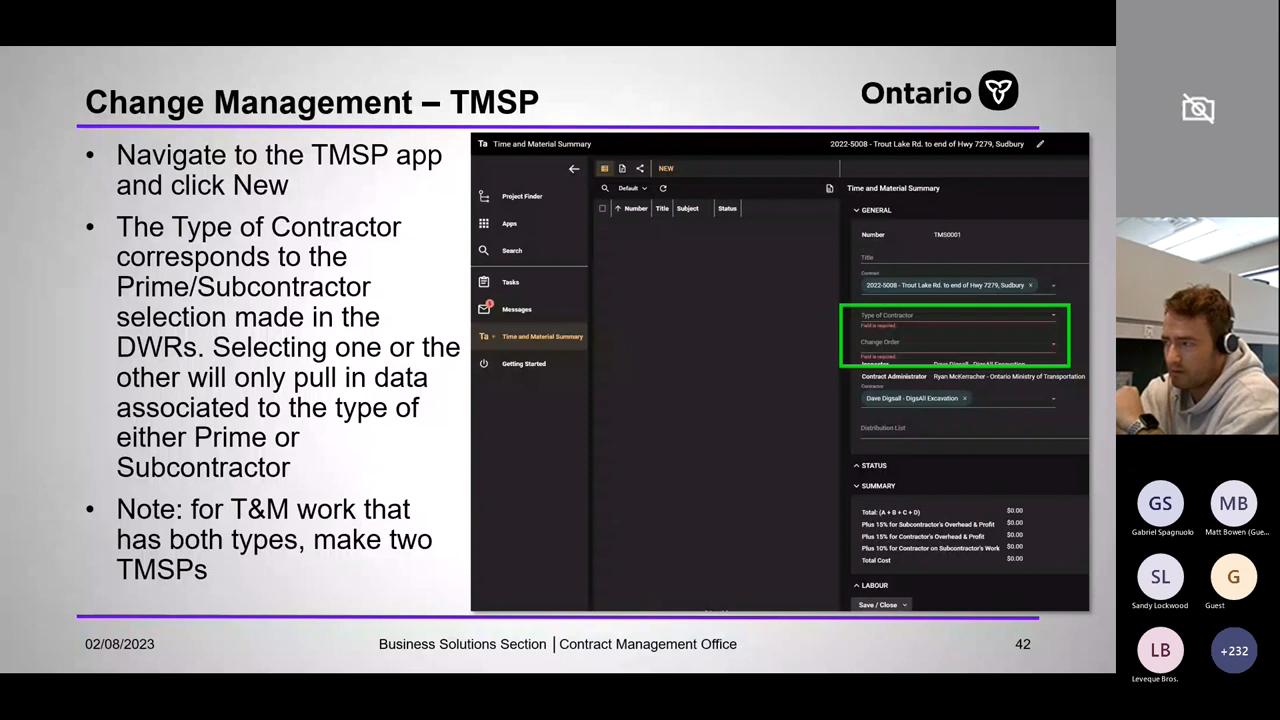 Change Management – TMSP
Ontario
• Navigate to the TMSP app
and click New
• The Type of Contractor
corresponds to the
Prime/Subcontractor
selection made in the
DWRs. Selecting one or the
other will only pull in data
associated to the type of
either Prime or
Subcontractor
• Note: for T&M work that
has both types, make two
TMSPs
Ta Time and Material Summary
2022-5008 - Trout Lake Rd. to end of Hwy 7279, Sudbury
Project Finder
Apps
Search
Tasks
1
Messages
Ta + Time and Material Summary
Getting Started
NEW
Default
Number Title Subject Status
Time and Material Summary
GENERAL
Number TMS0001
Title
Contract
2022-5008 - Trout Lake Rd. to end of Hwy 7279, Sudbury ×
Type of Contractor
Field is required.
Change Order
Field is required.
Inspector Dave Digsall - DigsAll Excavation
Contract Administrator Ryan McKerracher - Ontario Ministry of Transportation
Contractor
Dave Digsall - DigsAll Excavation ×
Distribution List
STATUS
SUMMARY
Total: (A + B + C + D) $0.00
Plus 15% for Subcontractor's Overhead & Profit $0.00
Plus 15% for Contractor's Overhead & Profit $0.00
Plus 10% for Contractor on Subcontractor's Work $0.00
Total Cost $0.00
LABOUR
Save / Close
02/08/2023
Business Solutions Section | Contract Management Office
42
GS
Gabriel Spagnuolo
MB
Matt Bowen (Gue...
SL
Sandy Lockwood
G
Guest
LB
Leveque Bros.
+232